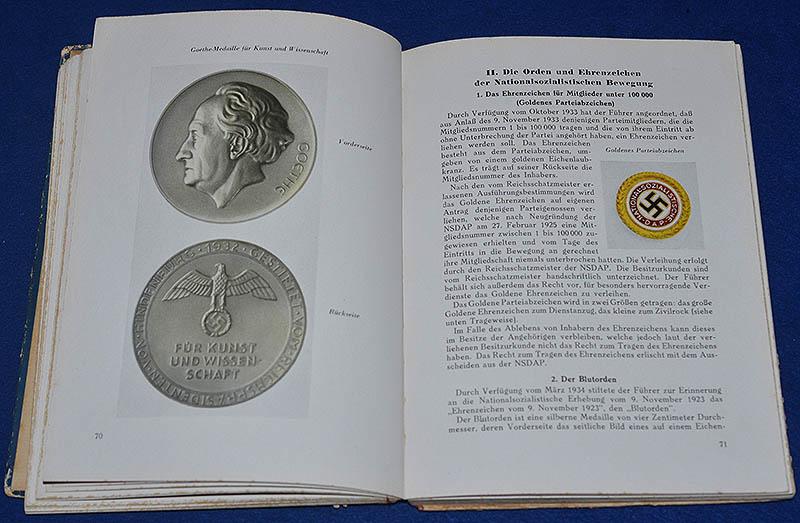 Goethe-Medaille für Kunst und Wissenschaft
GOETHE
Vorderseite
GESTIFTET VOM REICHSPRÄSIDENTEN VON HINDENBURG · 1932 ·
FÜR KUNST
UND WISSEN-
SCHAFT
Rückseite
70
II. Die Orden und Ehrenzeichen
der Nationalsozialistischen Bewegung
1. Das Ehrenzeichen für Mitglieder unter 100 000
(Goldenes Parteiabzeichen)
Durch Verfügung vom Oktober 1933 hat der Führer angeordnet, daß
aus Anlaß des 9. November 1933 denjenigen Parteimitgliedern, die die
Mitgliedsnummern 1 bis 100 000 tragen und die von ihrem Eintritt ab
ohne Unterbrechung der Partei angehört haben, ein Ehrenzeichen ver-
liehen werden soll. Das Ehrenzeichen
besteht aus dem Parteiabzeichen, um-
geben von einem goldenen Eichenlaub-
kranz. Es trägt auf seiner Rückseite die
Mitgliedsnummer des Inhabers.
Goldenes Parteiabzeichen
NATIONALSOZIALISTISCHE
D.A.P.
Nach den vom Reichsschatzmeister er-
lassenen Ausführungsbestimmungen wird
das Goldene Ehrenzeichen auf eigenen
Antrag denjenigen Parteigenossen ver-
liehen, welche nach Neugründung der
NSDAP am 27. Februar 1925 eine Mit-
gliedsnummer zwischen 1 bis 100 000 zu-
gewiesen erhielten und vom Tage des
Eintritts in die Bewegung an gerechnet
ihre Mitgliedschaft niemals unterbrochen hatten. Die Verleihung erfolgt
durch den Reichsschatzmeister der NSDAP. Die Besitzurkunden sind
vom Reichsschatzmeister handschriftlich unterzeichnet. Der Führer
behält sich außerdem das Recht vor, für besonders hervorragende Ver-
dienste das Goldene Ehrenzeichen zu verleihen.
Das Goldene Parteiabzeichen wird in zwei Größen getragen: das große
Goldene Ehrenzeichen zum Dienstanzug, das kleine zum Zivilrock (siehe
unten Trageweise).
Im Falle des Ablebens von Inhabern des Ehrenzeichens kann dieses
im Besitze der Angehörigen verbleiben, welche jedoch laut der ver-
liehenen Besitzurkunde nicht das Recht zum Tragen des Ehrenzeichens
haben. Das Recht zum Tragen des Ehrenzeichens erlischt mit dem Aus-
scheiden aus der NSDAP.
2. Der Blutorden
Durch Verfügung vom März 1934 stiftete der Führer zur Erinnerung
an die Nationalsozialistische Erhebung vom 9. November 1923 das
„Ehrenzeichen vom 9. November 1923", den „Blutorden".
Der Blutorden ist eine silberne Medaille von vier Zentimeter Durch-
messer, deren Vorderseite das seitliche Bild eines auf einem Eichen-
71